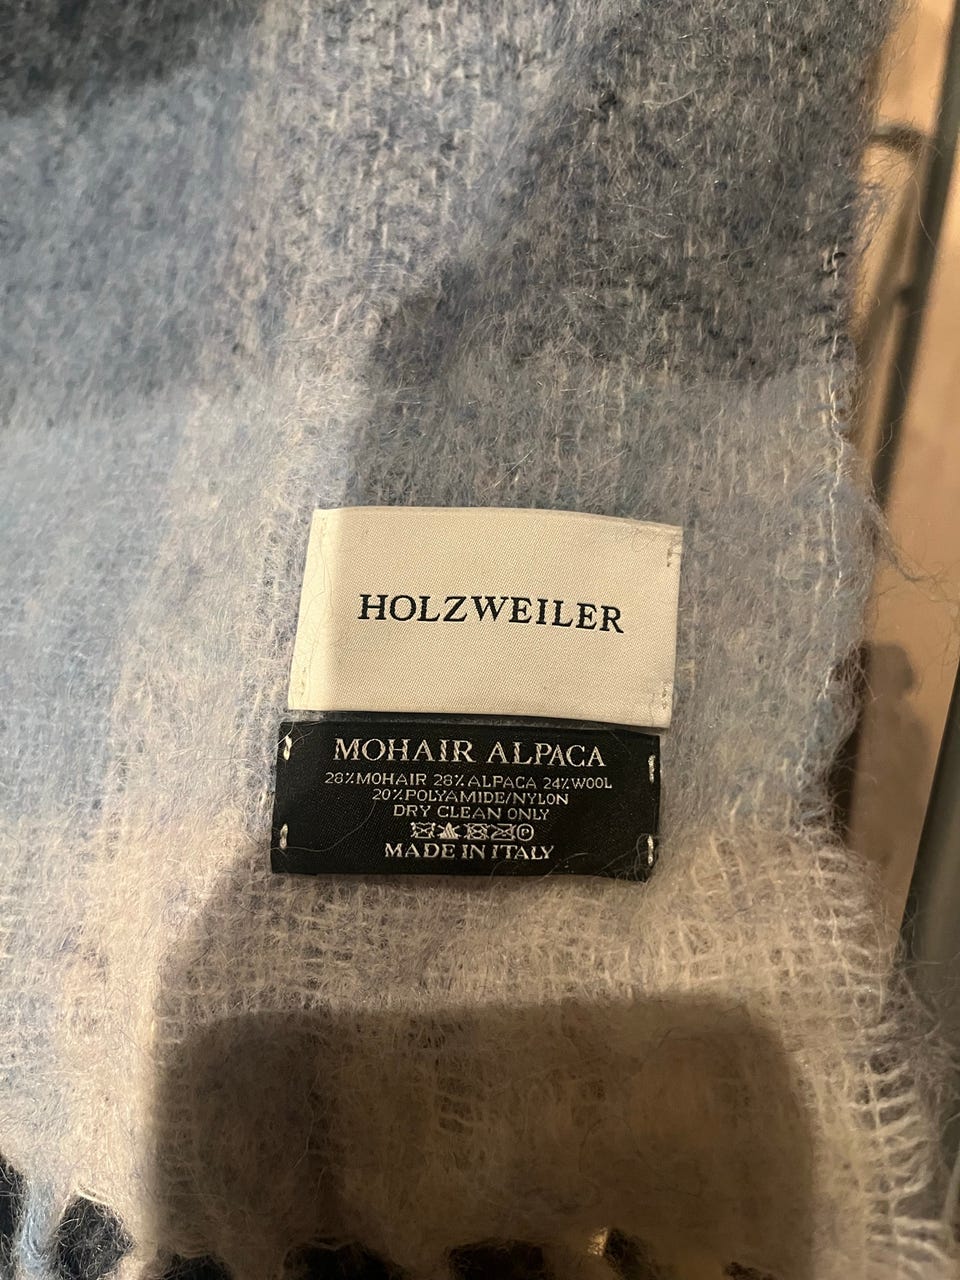 HOLZWEILER
MOHAIR ALPACA
28%MOHAIR 28%ALPACA 24%WOOL
20%POLYAMIDE/NYLON
DRY CLEAN ONLY
P
MADE IN ITALY